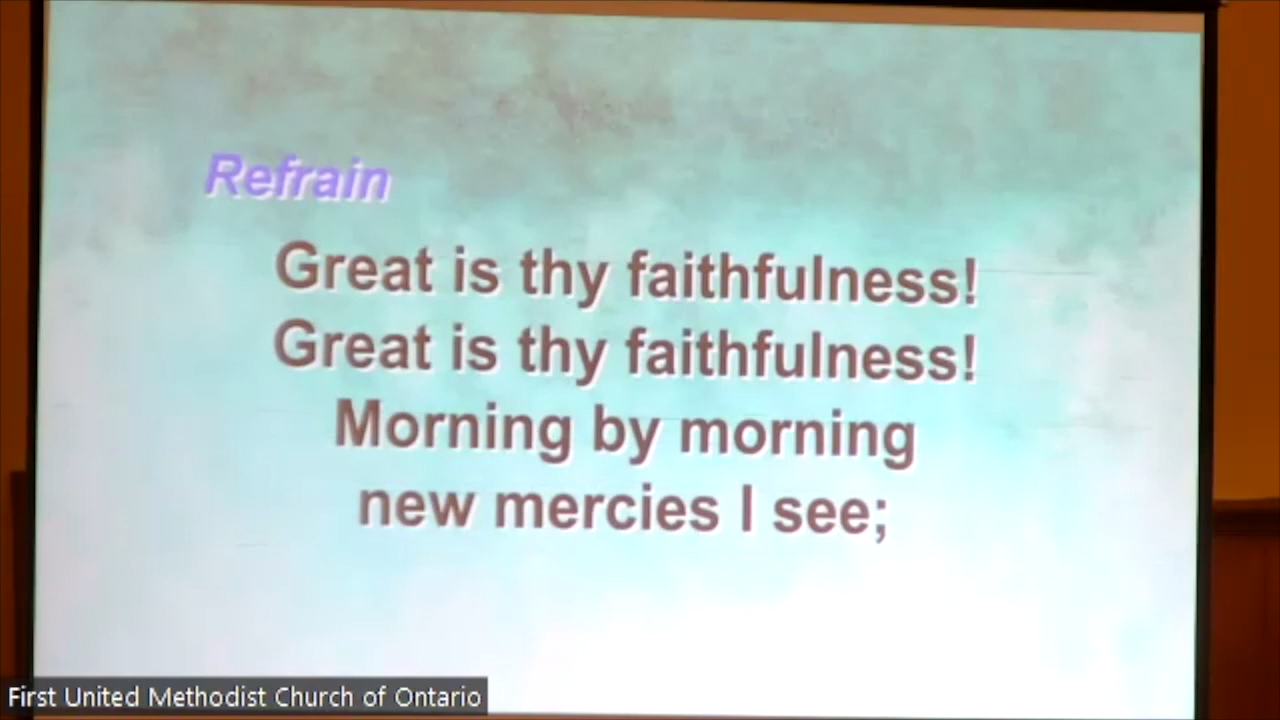 Refrain
Great is thy faithfulness!
Great is thy faithfulness!
Morning by morning
new mercies I see;
First United Methodist Church of Ontario